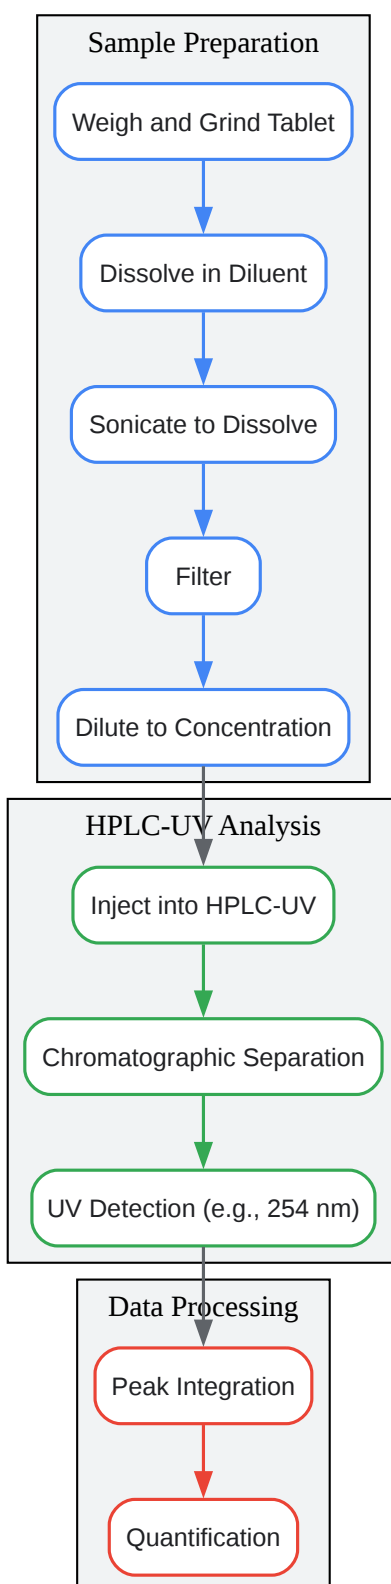 Sample Preparation
Weigh and Grind Tablet
Dissolve in Diluent
Sonicate to Dissolve
Filter
Dilute to Concentration
HPLC-UV Analysis
Inject into HPLC-UV
Chromatographic Separation
UV Detection (e.g., 254 nm)
Data Processing
Peak Integration
Quantification